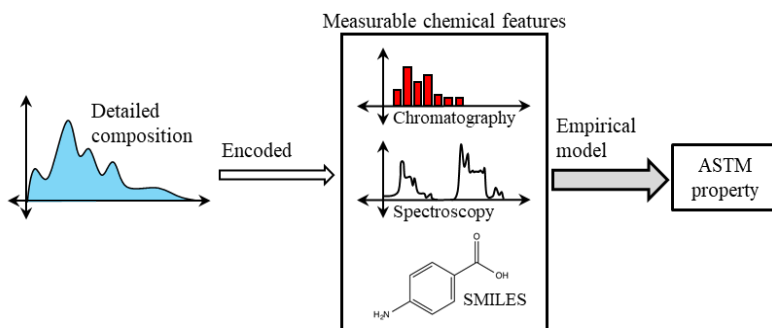 Measurable chemical features
Detailed
composition
Encoded
Chromatography
Spectroscopy
O
OH
H₂N
SMILES
Empirical
model
ASTM
property